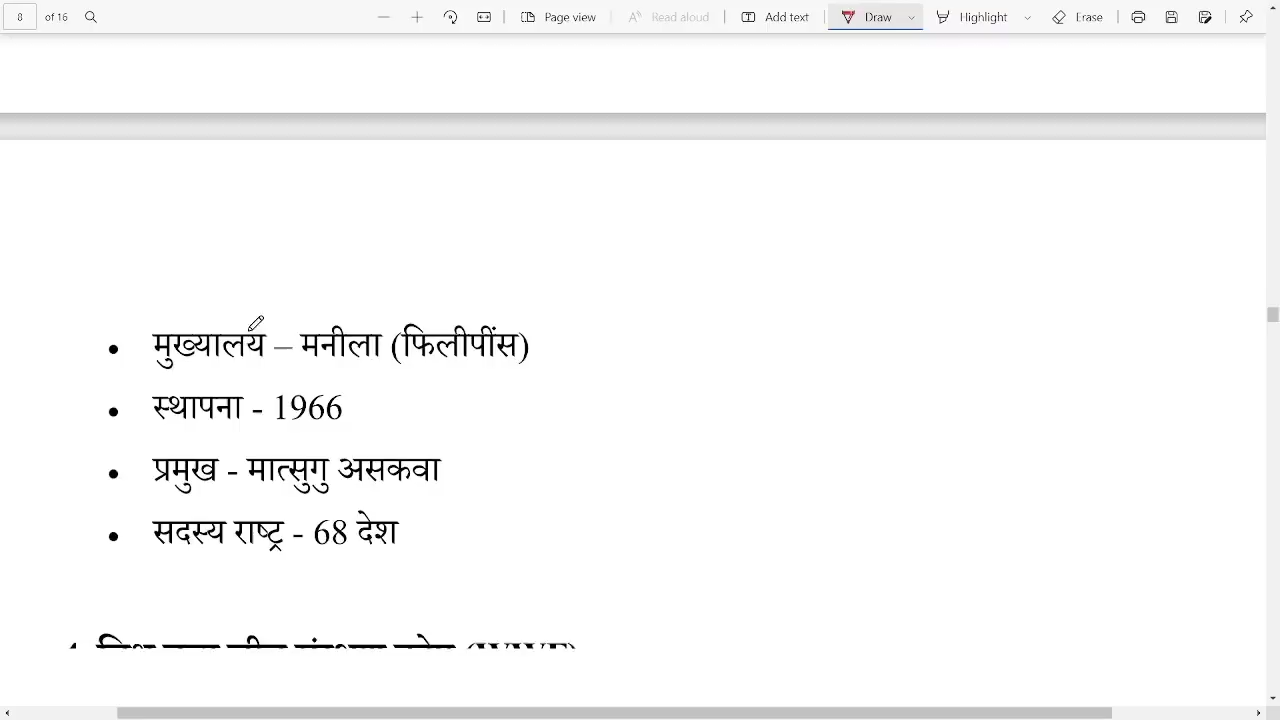 8 of 16 Page view Read aloud Add text Draw Highlight Erase
• मुख्यालय – मनीला (फिलीपींस)
• स्थापना - 1966
• प्रमुख - मात्सुगु असकवा
• सदस्य राष्ट्र - 68 देश